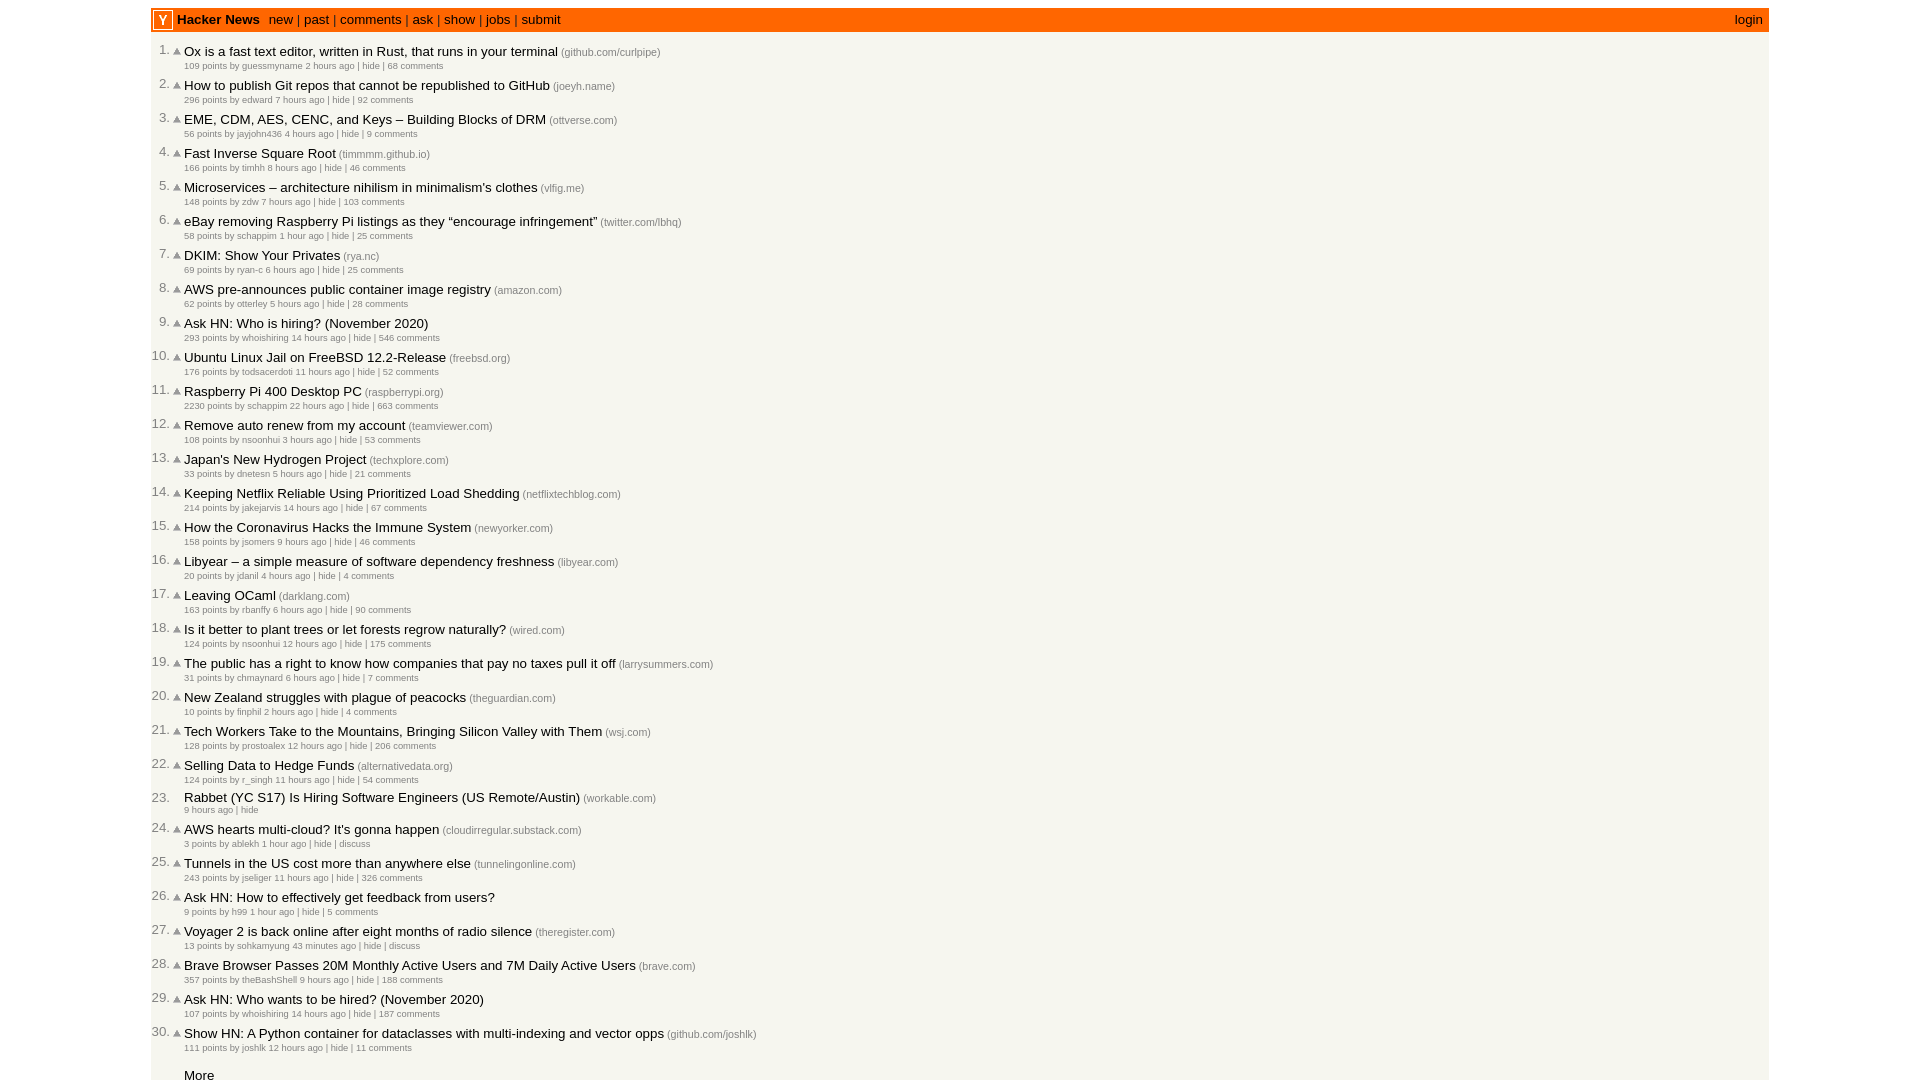 Y Hacker News new | past | comments | ask | show | jobs | submit login
1. Ox is a fast text editor, written in Rust, that runs in your terminal (github.com/curlpipe)
109 points by guessmyname 2 hours ago | hide | 68 comments
2. How to publish Git repos that cannot be republished to GitHub (joeyh.name)
296 points by edward 7 hours ago | hide | 92 comments
3. EME, CDM, AES, CENC, and Keys – Building Blocks of DRM (ottverse.com)
56 points by jayjohn436 4 hours ago | hide | 9 comments
4. Fast Inverse Square Root (timmmm.github.io)
166 points by timhh 8 hours ago | hide | 46 comments
5. Microservices – architecture nihilism in minimalism's clothes (vlfig.me)
148 points by zdw 7 hours ago | hide | 103 comments
6. eBay removing Raspberry Pi listings as they “encourage infringement” (twitter.com/lbhq)
58 points by schappim 1 hour ago | hide | 25 comments
7. DKIM: Show Your Privates (rya.nc)
69 points by ryan-c 6 hours ago | hide | 25 comments
8. AWS pre-announces public container image registry (amazon.com)
62 points by otterley 5 hours ago | hide | 28 comments
9. Ask HN: Who is hiring? (November 2020)
293 points by whoishiring 14 hours ago | hide | 546 comments
10. Ubuntu Linux Jail on FreeBSD 12.2-Release (freebsd.org)
176 points by todsacerdoti 11 hours ago | hide | 52 comments
11. Raspberry Pi 400 Desktop PC (raspberrypi.org)
2230 points by schappim 22 hours ago | hide | 663 comments
12. Remove auto renew from my account (teamviewer.com)
108 points by nsoonhui 3 hours ago | hide | 53 comments
13. Japan's New Hydrogen Project (techxplore.com)
33 points by dnetesn 5 hours ago | hide | 21 comments
14. Keeping Netflix Reliable Using Prioritized Load Shedding (netflixtechblog.com)
214 points by jakejarvis 14 hours ago | hide | 67 comments
15. How the Coronavirus Hacks the Immune System (newyorker.com)
158 points by jsomers 9 hours ago | hide | 46 comments
16. Libyear – a simple measure of software dependency freshness (libyear.com)
20 points by jdanil 4 hours ago | hide | 4 comments
17. Leaving OCaml (darklang.com)
163 points by rbanffy 6 hours ago | hide | 90 comments
18. Is it better to plant trees or let forests regrow naturally? (wired.com)
124 points by nsoonhui 12 hours ago | hide | 175 comments
19. The public has a right to know how companies that pay no taxes pull it off (larrysummers.com)
31 points by chmaynard 6 hours ago | hide | 7 comments
20. New Zealand struggles with plague of peacocks (theguardian.com)
10 points by finphil 2 hours ago | hide | 4 comments
21. Tech Workers Take to the Mountains, Bringing Silicon Valley with Them (wsj.com)
128 points by prostoalex 12 hours ago | hide | 206 comments
22. Selling Data to Hedge Funds (alternativedata.org)
124 points by r_singh 11 hours ago | hide | 54 comments
23. Rabbet (YC S17) Is Hiring Software Engineers (US Remote/Austin) (workable.com)
9 hours ago | hide
24. AWS hearts multi-cloud? It's gonna happen (cloudirregular.substack.com)
3 points by ablekh 1 hour ago | hide | discuss
25. Tunnels in the US cost more than anywhere else (tunnelingonline.com)
243 points by jseliger 11 hours ago | hide | 326 comments
26. Ask HN: How to effectively get feedback from users?
9 points by h99 1 hour ago | hide | 5 comments
27. Voyager 2 is back online after eight months of radio silence (theregister.com)
13 points by sohkamyung 43 minutes ago | hide | discuss
28. Brave Browser Passes 20M Monthly Active Users and 7M Daily Active Users (brave.com)
357 points by theBashShell 9 hours ago | hide | 188 comments
29. Ask HN: Who wants to be hired? (November 2020)
107 points by whoishiring 14 hours ago | hide | 187 comments
30. Show HN: A Python container for dataclasses with multi-indexing and vector opps (github.com/joshlk)
111 points by joshlk 12 hours ago | hide | 11 comments
More